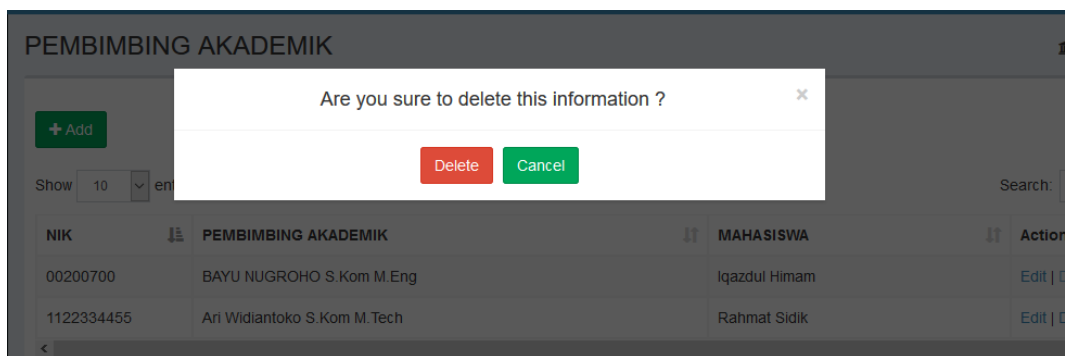 PEMBIMBING AKADEMIK
Are you sure to delete this information ?
×
+ Add
Delete
Cancel
Show 10
Search:
NIK PEMBIMBING AKADEMIK MAHASISWA Action
00200700 BAYU NUGROHO S.Kom M.Eng Iqazdul Himam Edit |
1122334455 Ari Widiantoko S.Kom M.Tech Rahmat Sidik Edit |